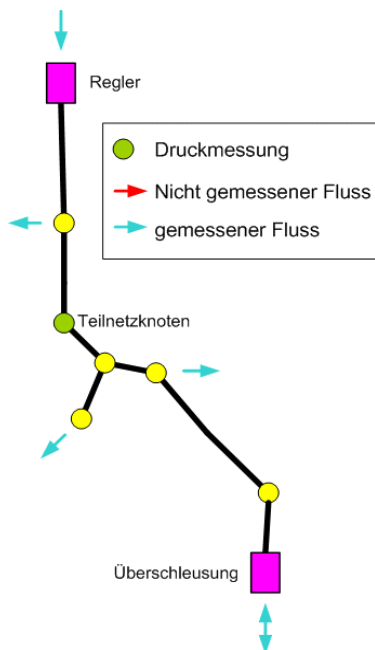 Regler
Druckmessung
Nicht gemessener Fluss
gemessener Fluss
Teilnetzknoten
Überschleusung